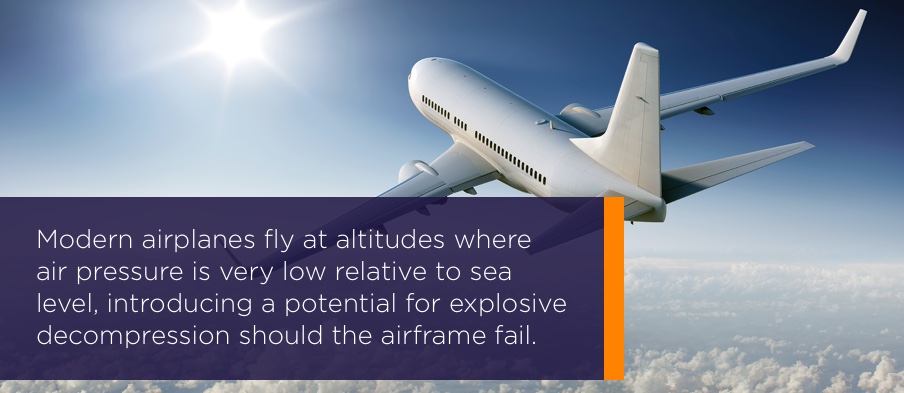 Modern airplanes fly at altitudes where
air pressure is very low relative to sea
level, introducing a potential for explosive
decompression should the airframe fail.